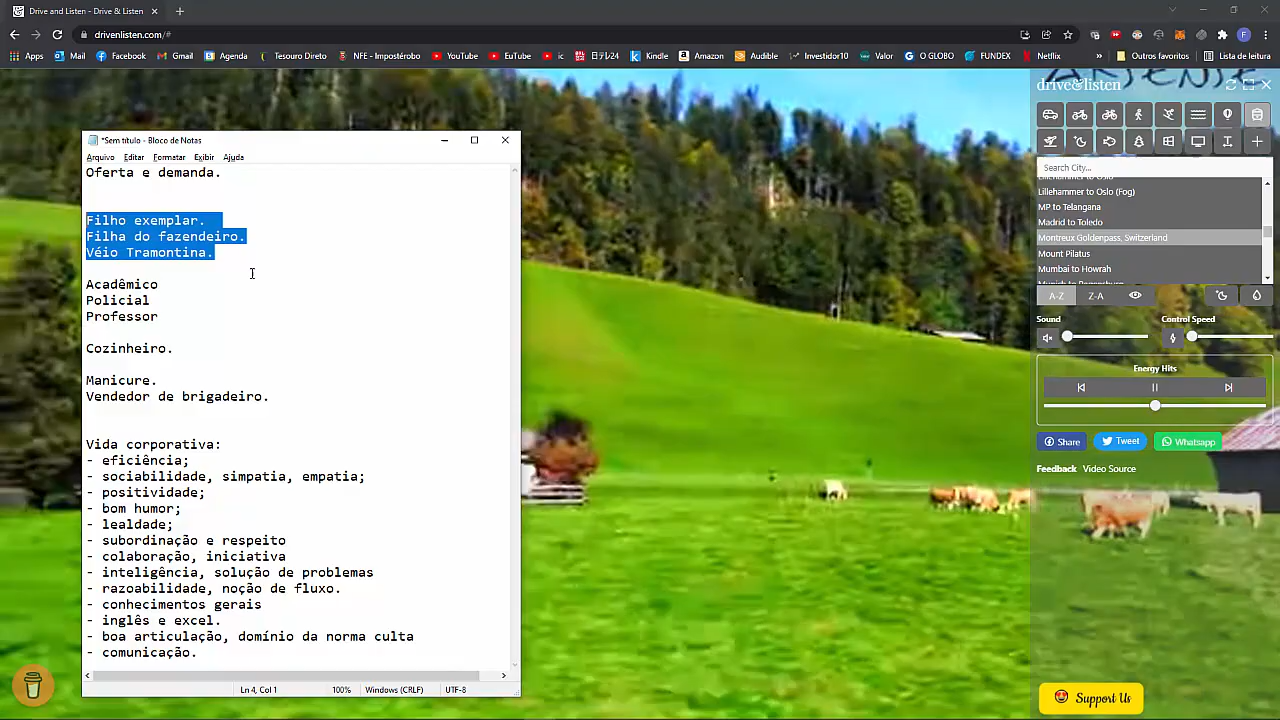 Drive and Listen - Drive & Listen
drivenlisten.com/#
Apps
Mail
Facebook
Gmail
Agenda
Tesouro Direto
NFE - Impostérobo
YouTube
EuTube
ic
Kindle
Amazon
Audible
Investidor10
Valor
O GLOBO
FUNDEX
Netflix
»
Outros favoritos
Lista de leitura
drive&listen
*Sem título - Bloco de Notas
Arquivo Editar Formatar Exibir Ajuda
Oferta e demanda.
Filho exemplar.
Filha do fazendeiro.
Véio Tramontina.
Acadêmico
Policial
Professor
Cozinheiro.
Manicure.
Vendedor de brigadeiro.
Vida corporativa:
- eficiência;
- sociabilidade, simpatia, empatia;
- positividade;
- bom humor;
- lealdade;
- subordinação e respeito
- colaboração, iniciativa
- inteligência, solução de problemas
- razoabilidade, noção de fluxo.
- conhecimentos gerais
- inglês e excel.
- boa articulação, domínio da norma culta
- comunicação.
Ln 4, Col 1
100%
Windows (CRLF)
UTF-8
Search City...
Lillehammer to Oslo (Fog)
MP to Telangana
Madrid to Toledo
Montreux Goldenpass, Switzerland
Mount Pilatus
Mumbai to Howrah
A-Z Z-A
Sound
Control Speed
Energy Hits
Share
Tweet
Whatsapp
Feedback Video Source
Support Us